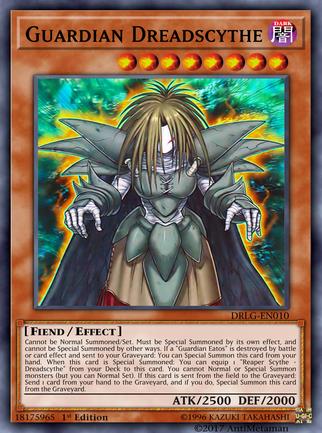 GUARDIAN DREADSCYTHE
DARK
闇
DRLG-EN010
[FIEND / EFFECT]
Cannot be Normal Summoned/Set. Must be Special Summoned by its own effect, and
cannot be Special Summoned by other ways. If a "Guardian Eatos" is destroyed by
battle or card effect and sent to your Graveyard: You can Special Summon this card from
your hand. When this card is Special Summoned: You can equip 1 "Reaper Scythe -
Dreadscythe" from your Deck to this card. You cannot Normal or Special Summon
monsters (but you can Normal Set). If this card is sent from the field to the Graveyard:
Send 1 card from your hand to the Graveyard, and if you do, Special Summon this card
from the Graveyard.
ATK/2500 DEF/2000
18175965 1st Edition ©1996 KAZUKI TAKAHASHI
©2017 AntiMetaman